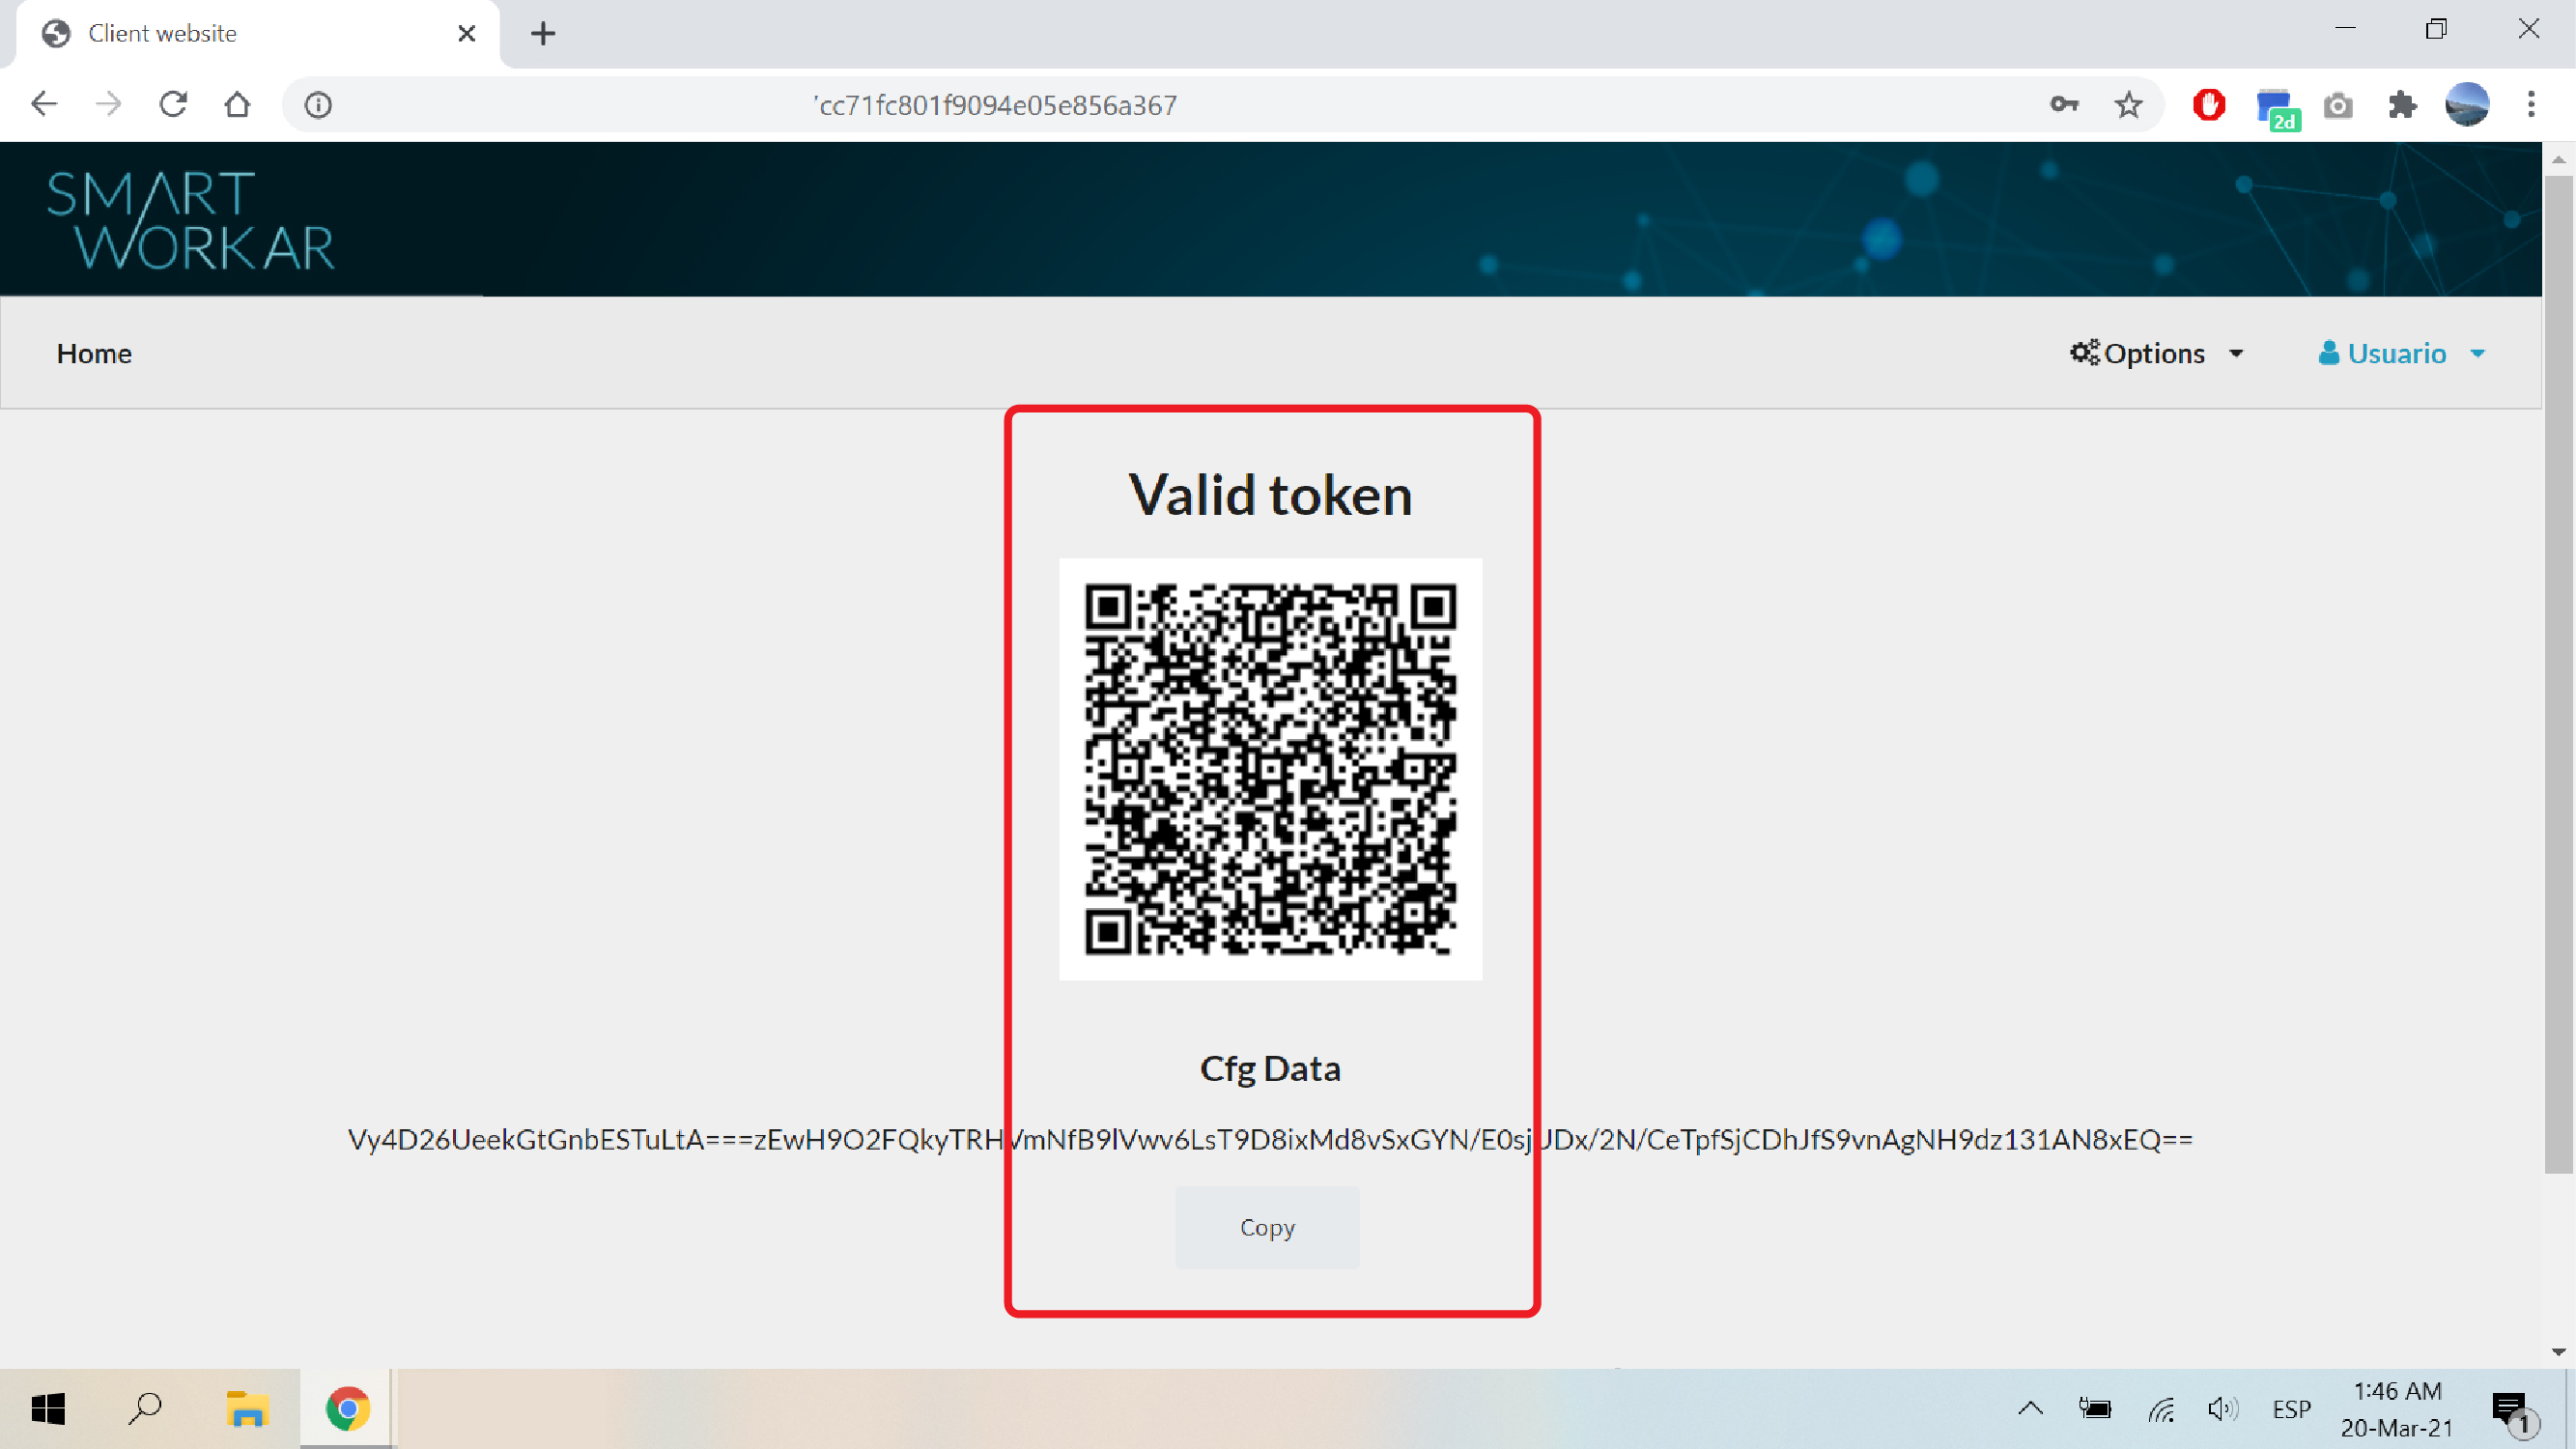 Client website
'cc71fc801f9094e05e856a367
2d
SMART
WORKAR
Home
Options
Usuario
Valid token
Cfg Data
Vy4D26UeekGtGnbESTuLtA===zEwH9O2FQkyTRHVmNfB9lVwv6LsT9D8ixMd8vSxGYN/E0sjUDx/2N/CeTpfSjCDhJfS9vnAgNH9dz131AN8xEQ==
Copy
ESP
1:46 AM
20-Mar-21
1